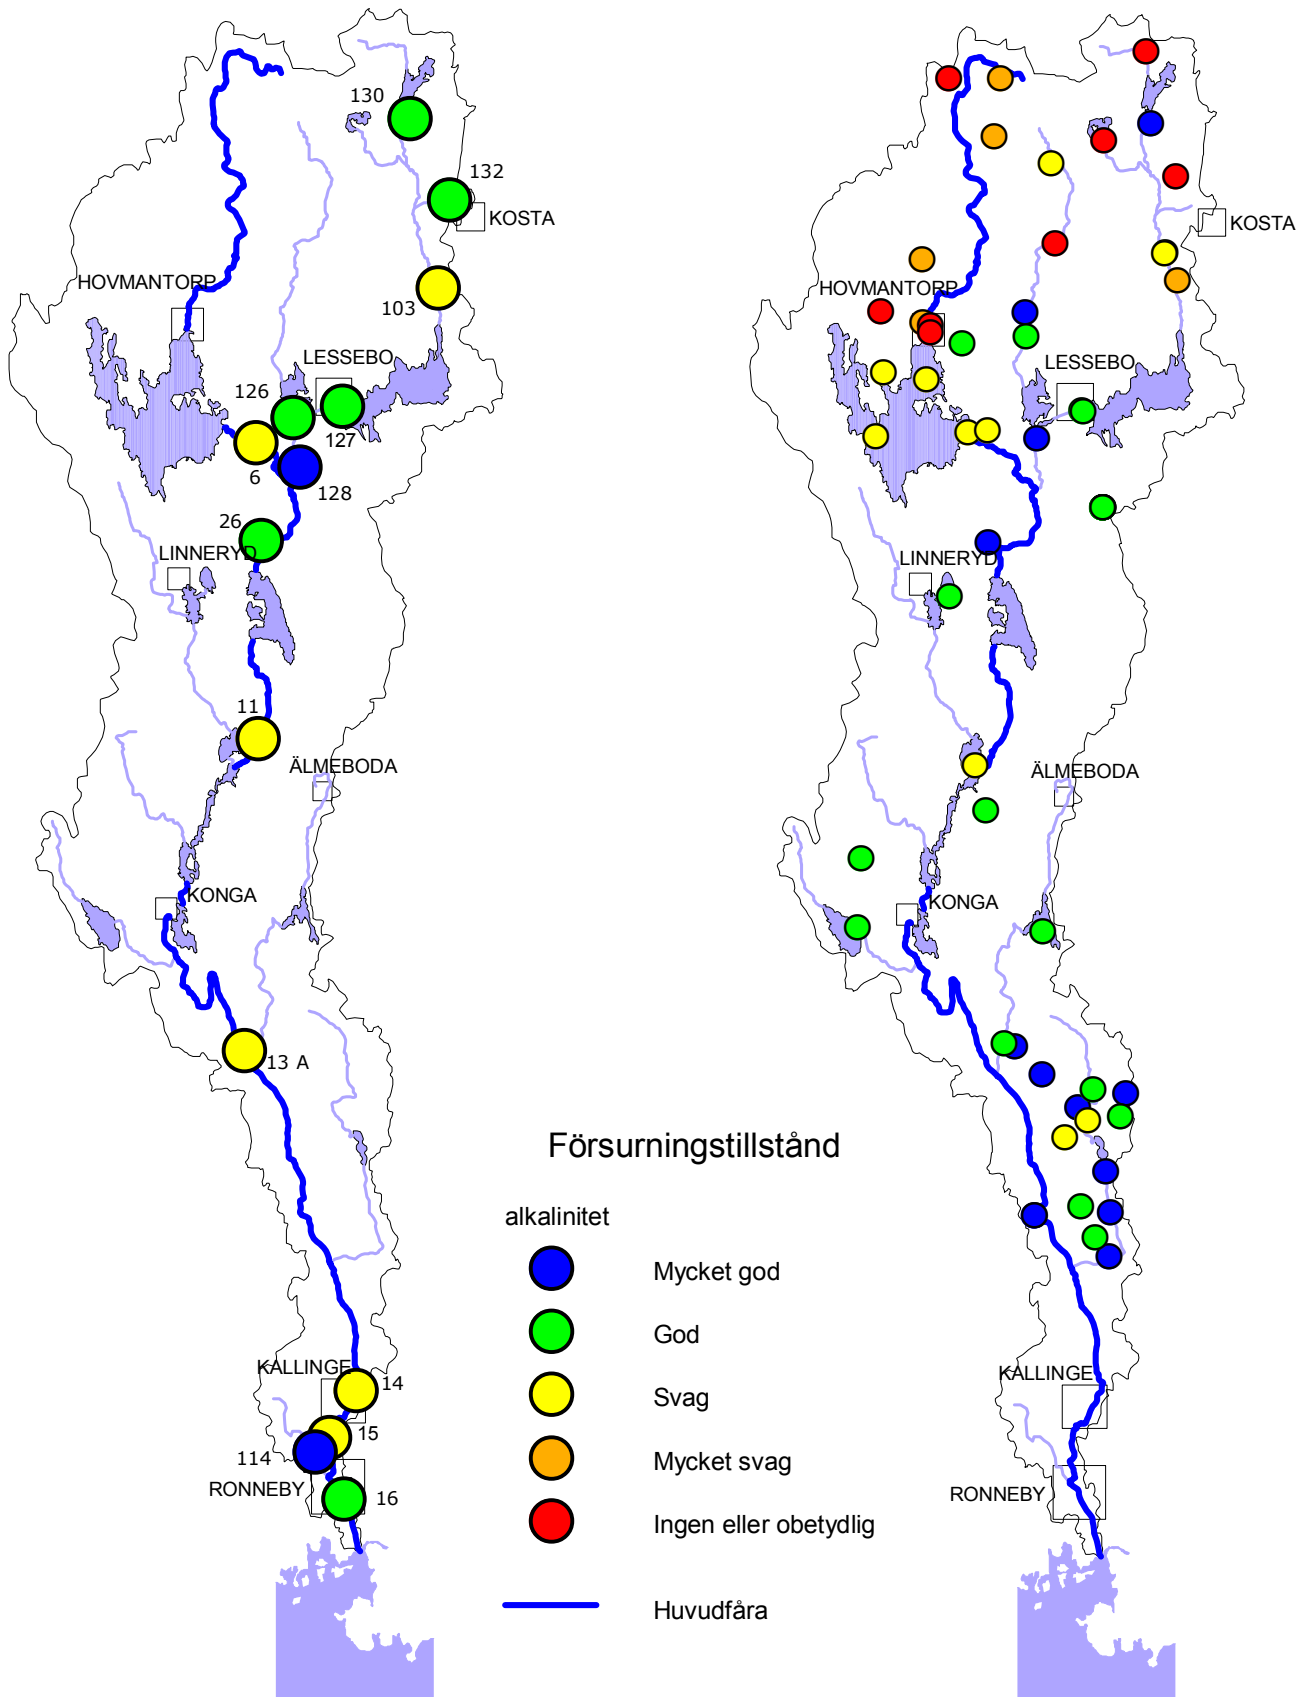 130
132
KOSTA
HOVMANTORP
103
LESSEBO
126
127
6
128
26
LINNERYD
11
ÄLMEBODA
KONGA
13 A
KALLINGE
14
15
114
RONNEBY
16
Försurningstillstånd
alkalinitet
Mycket god
God
Svag
Mycket svag
Ingen eller obetydlig
Huvudfåra
KOSTA
HOVMANTORP
LESSEBO
LINNERYD
ÄLMEBODA
KONGA
KALLINGE
RONNEBY